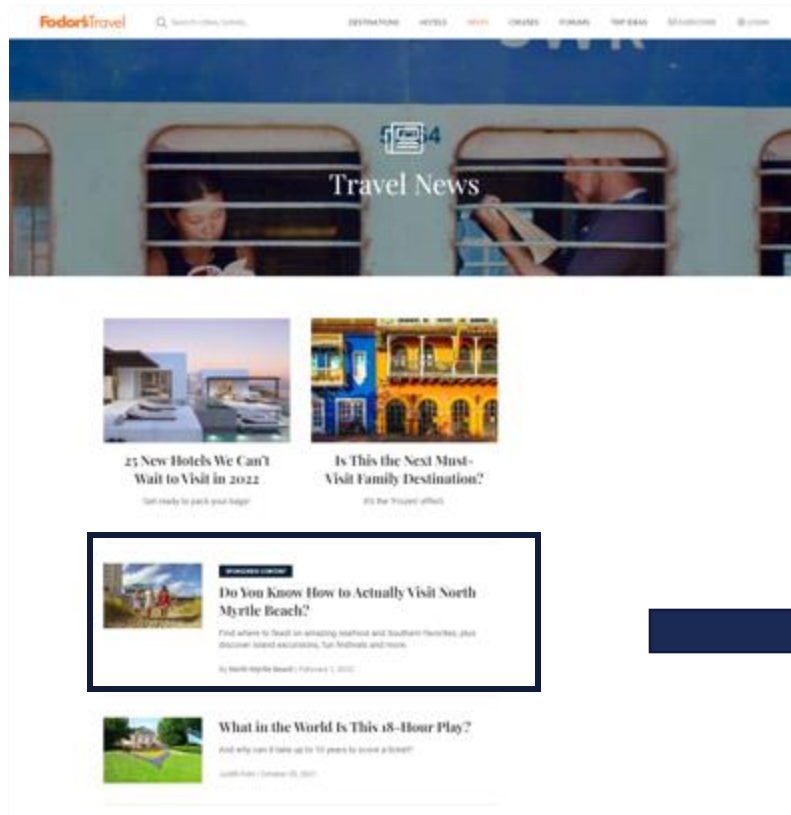 Fodor'sTravel
DESTINATIONS HOTELS NEWS CRUISES FORUMS TRIP IDEAS SUBSCRIBE LOGIN
Travel News
25 New Hotels We Can't
Wait to Visit in 2022
Get ready to pack your bags!
Is This the Next Must-
Visit Family Destination?
It's the 'Frozen' effect.
SPONSORED CONTENT
Do You Know How to Actually Visit North
Myrtle Beach?
Find where to feast on amazing seafood and Southern favorites, plus
discover island excursions, fun festivals and more.
By North Myrtle Beach | February 1, 2022
What in the World Is This 18-Hour Play?
And why can it take up to 10 years to score a ticket?
October 25, 2021